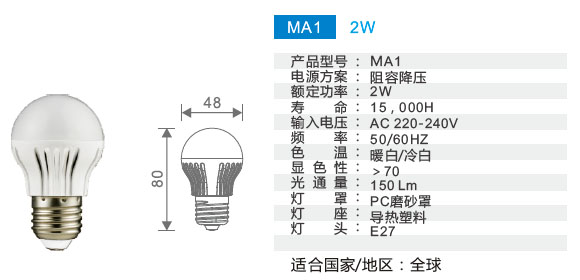 MA1 2W
48
80
产品型号： MA1
电源方案： 阻容降压
额定功率： 2W
寿 命： 15，000H
输入电压： AC 220-240V
频 率： 50/60HZ
色 温： 暖白/冷白
显 色 性： ＞70
光 通 量： 150 Lm
灯 罩： PC磨砂罩
灯 座： 导热塑料
灯 头： E27
适合国家/地区：全球